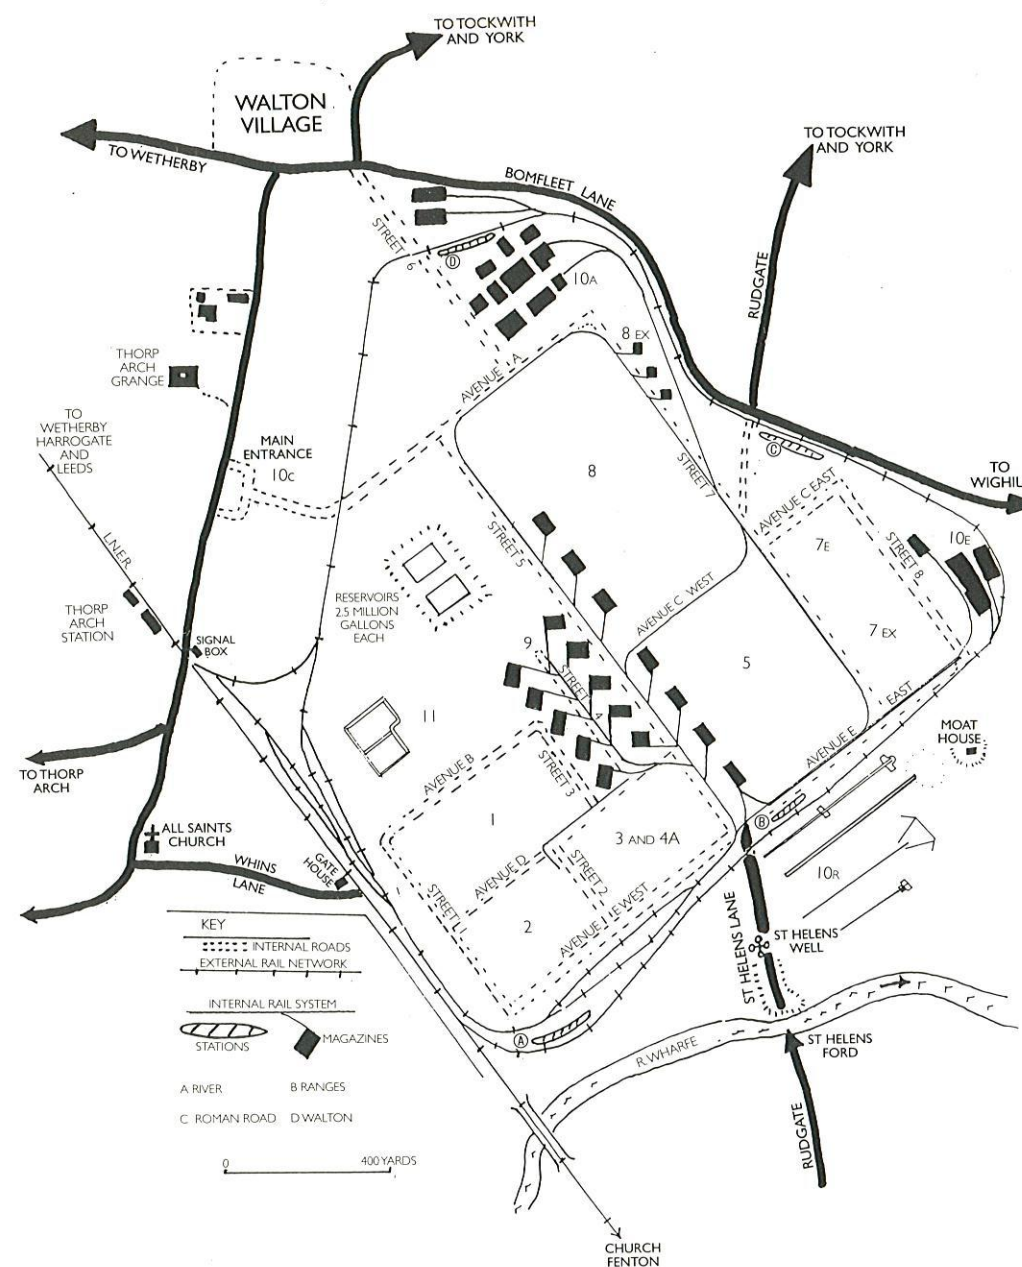 TO TOCKWITH
AND YORK
WALTON
VILLAGE
TO WETHERBY
BOMFLEET LANE
TO TOCKWITH
AND YORK
STREET 6
D
10A
RUDGATE
8 EX
THORP
ARCH
GRANGE
AVENUE A
TO
WETHERBY
HARROGATE
AND
LEEDS
MAIN
ENTRANCE
10C
C
TO
WIGHIL
8
STREET 7
AVENUE C EAST
STREET 5
7E
STREET 8
10E
L.N.E.R.
RESERVOIRS
2.5 MILLION
GALLONS
EACH
AVENUE C WEST
THORP
ARCH
STATION
SIGNAL
BOX
9
STREET 4
5
7 EX
EAST
AVENUE E
11
MOAT
HOUSE
AVENUE B
STREET 3
TO THORP
ARCH
1
B
ALL SAINTS
CHURCH
3 AND 4A
WHINS
LANE
GATE
HOUSE
AVENUE D
STREET 2
10R
STREET 1
AVENUE E WEST
2
ST HELENS LANE
ST HELENS
WELL
KEY
INTERNAL ROADS
EXTERNAL RAIL NETWORK
INTERNAL RAIL SYSTEM
STATIONS
MAGAZINES
A
R WHARFE
ST HELENS
FORD
A RIVER
B RANGES
C ROMAN ROAD
D WALTON
RUDGATE
0
400 YARDS
CHURCH
FENTON